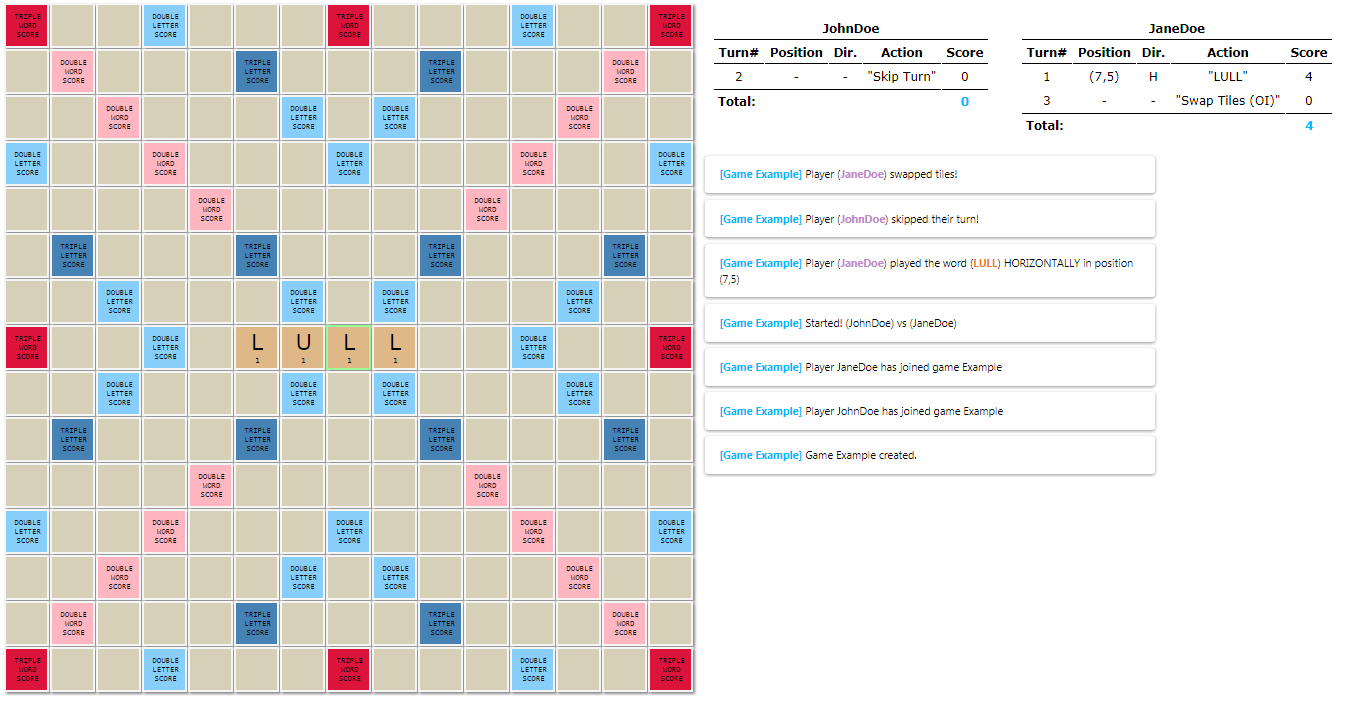 TRIPLE DOUBLE TRIPLE DOUBLE TRIPLE
WORD LETTER WORD LETTER WORD
SCORE SCORE SCORE SCORE SCORE
DOUBLE TRIPLE TRIPLE DOUBLE
WORD LETTER LETTER WORD
SCORE SCORE SCORE SCORE
DOUBLE DOUBLE DOUBLE DOUBLE
WORD LETTER LETTER WORD
SCORE SCORE SCORE SCORE
DOUBLE DOUBLE DOUBLE DOUBLE DOUBLE
LETTER WORD LETTER WORD LETTER
SCORE SCORE SCORE SCORE SCORE
DOUBLE DOUBLE
WORD WORD
SCORE SCORE
TRIPLE TRIPLE TRIPLE TRIPLE
LETTER LETTER LETTER LETTER
SCORE SCORE SCORE SCORE
DOUBLE DOUBLE DOUBLE DOUBLE
LETTER LETTER LETTER LETTER
SCORE SCORE SCORE SCORE
TRIPLE DOUBLE L U L L DOUBLE TRIPLE
WORD LETTER LETTER WORD
SCORE SCORE 1 1 1 1 SCORE SCORE
DOUBLE DOUBLE DOUBLE DOUBLE
LETTER LETTER LETTER LETTER
SCORE SCORE SCORE SCORE
TRIPLE TRIPLE TRIPLE TRIPLE
LETTER LETTER LETTER LETTER
SCORE SCORE SCORE SCORE
DOUBLE DOUBLE
WORD WORD
SCORE SCORE
DOUBLE DOUBLE DOUBLE DOUBLE DOUBLE
LETTER WORD LETTER WORD LETTER
SCORE SCORE SCORE SCORE SCORE
DOUBLE DOUBLE DOUBLE DOUBLE
WORD LETTER LETTER WORD
SCORE SCORE SCORE SCORE
DOUBLE TRIPLE TRIPLE DOUBLE
WORD LETTER LETTER WORD
SCORE SCORE SCORE SCORE
TRIPLE DOUBLE TRIPLE DOUBLE TRIPLE
WORD LETTER WORD LETTER WORD
SCORE SCORE SCORE SCORE SCORE
JohnDoe
Turn# Position Dir. Action Score
2 - - "Skip Turn" 0
Total: 0
JaneDoe
Turn# Position Dir. Action Score
1 (7,5) H "LULL" 4
3 - - "Swap Tiles (OI)" 0
Total: 4
[Game Example] Player (JaneDoe) swapped tiles!
[Game Example] Player (JohnDoe) skipped their turn!
[Game Example] Player (JaneDoe) played the word (LULL) HORIZONTALLY in position
(7,5)
[Game Example] Started! (JohnDoe) vs (JaneDoe)
[Game Example] Player JaneDoe has joined game Example
[Game Example] Player JohnDoe has joined game Example
[Game Example] Game Example created.